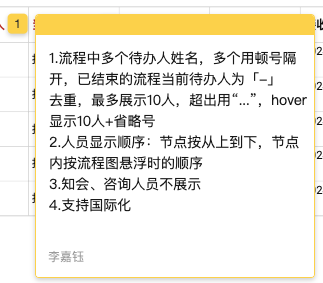 1
1.流程中多个待办人姓名，多个用顿号隔
开，已结束的流程当前待办人为「–」
去重，最多展示10人，超出用“...”，hover
显示10人+省略号
2.人员显示顺序：节点按从上到下，节点
内按流程图悬浮时的顺序
3.知会、咨询人员不展示
4.支持国际化
李嘉钰